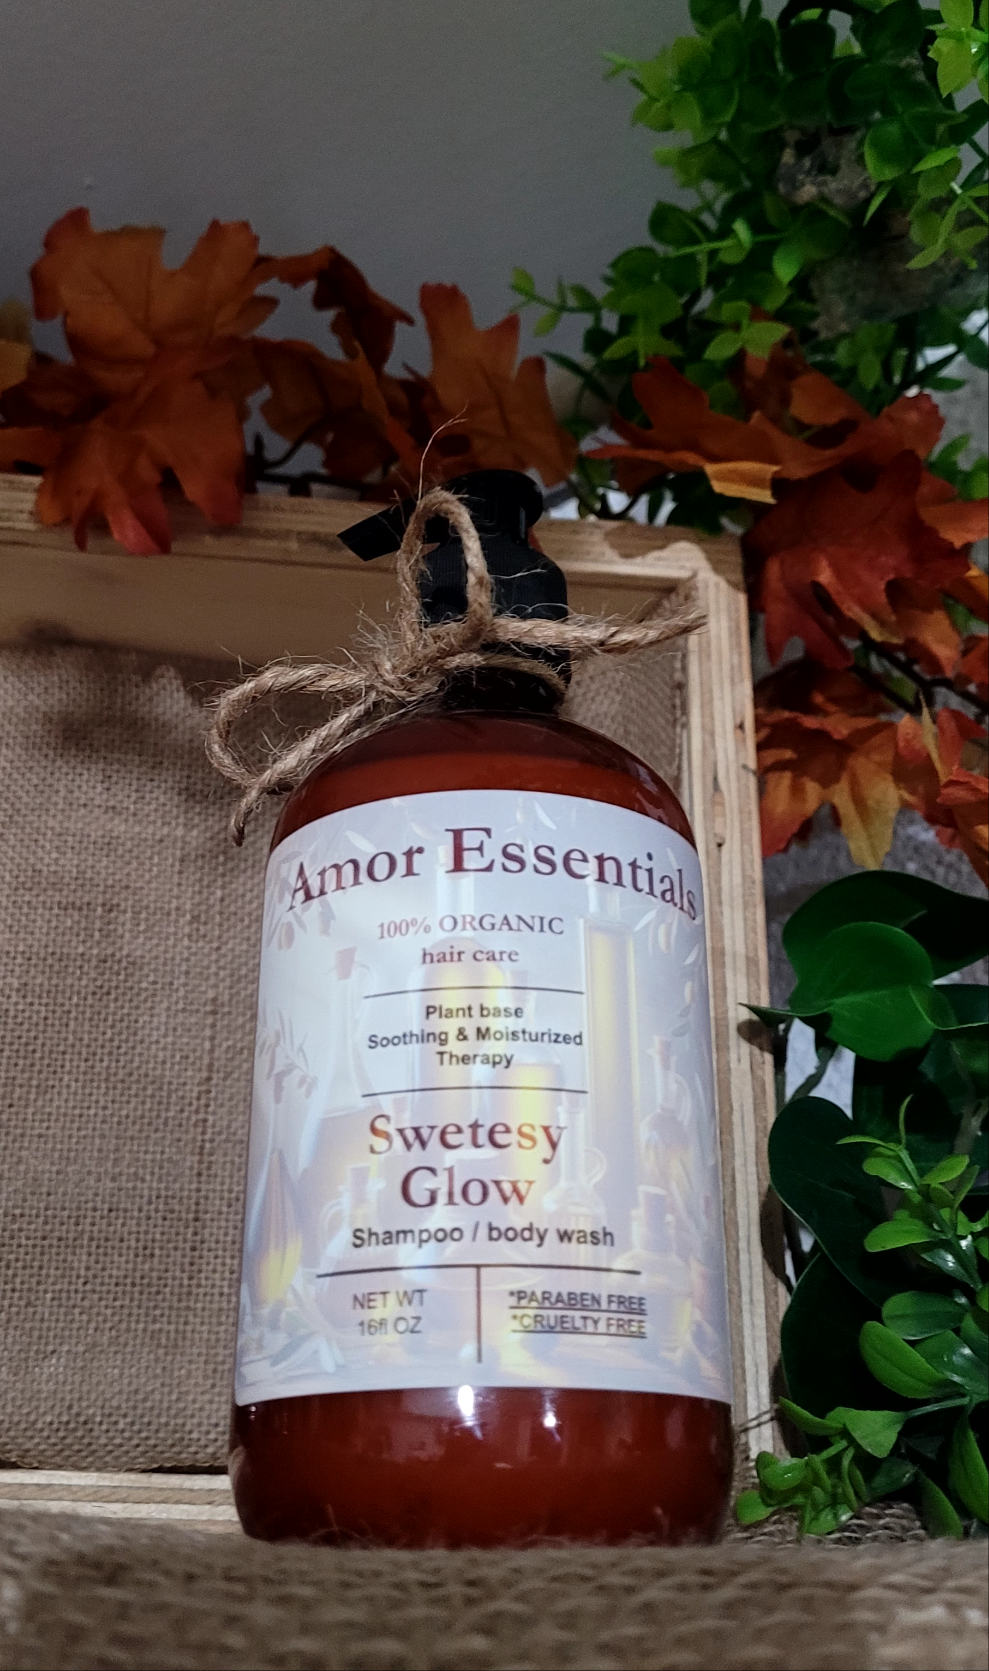 Amor Essentials
100% ORGANIC
hair care
Plant base
Soothing & Moisturized
Therapy
Swetesy
Glow
Shampoo / body wash
NET WT
16fl OZ
*PARABEN FREE
*CRUELTY FREE